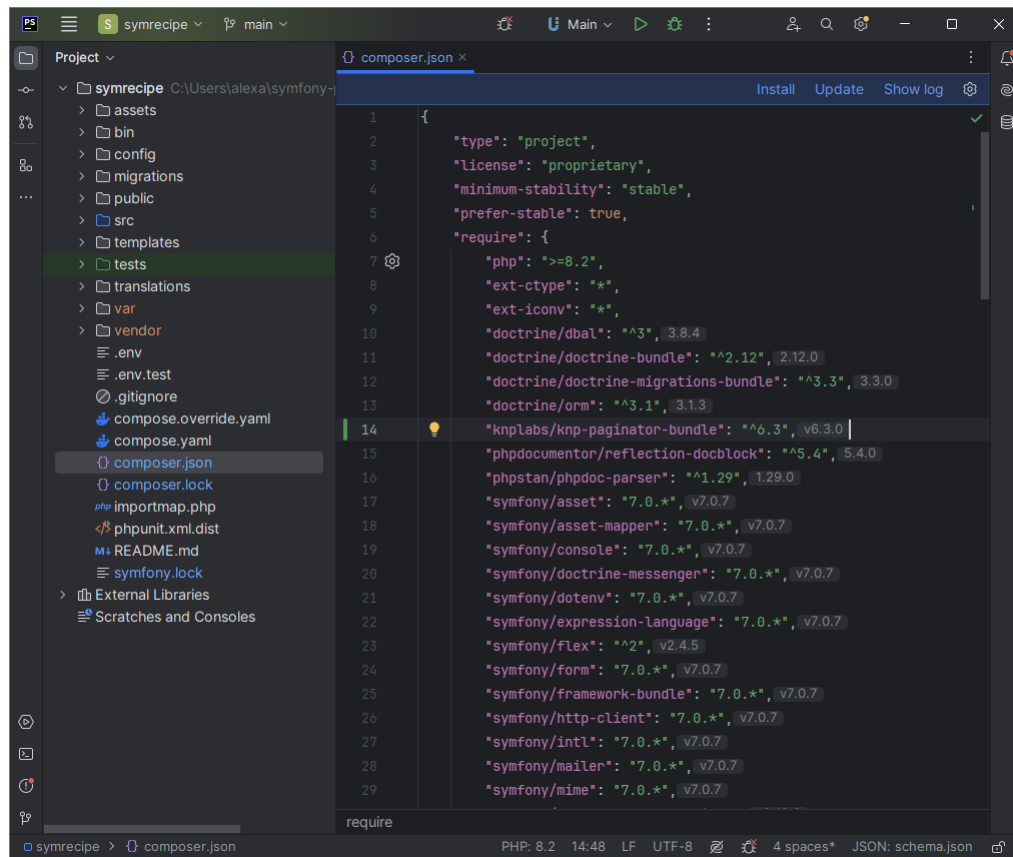 PS
S symrecipe main Main
Project
composer.json
symrecipe C:\Users\alexa\symfony-
Install Update Show log
assets
bin
config
migrations
public
src
templates
tests
translations
var
vendor
.env
.env.test
.gitignore
compose.override.yaml
compose.yaml
{} composer.json
{} composer.lock
php importmap.php
phpunit.xml.dist
M↓ README.md
symfony.lock
External Libraries
Scratches and Consoles
1 {
2 "type": "project",
3 "license": "proprietary",
4 "minimum-stability": "stable",
5 "prefer-stable": true,
6 "require": {
7 "php": ">=8.2",
8 "ext-ctype": "*",
9 "ext-iconv": "*",
10 "doctrine/dbal": "^3", 3.8.4
11 "doctrine/doctrine-bundle": "^2.12", 2.12.0
12 "doctrine/doctrine-migrations-bundle": "^3.3", 3.3.0
13 "doctrine/orm": "^3.1", 3.1.3
14 "knplabs/knp-paginator-bundle": "^6.3", v6.3.0
15 "phpdocumentor/reflection-docblock": "^5.4", 5.4.0
16 "phpstan/phpdoc-parser": "^1.29", 1.29.0
17 "symfony/asset": "7.0.*", v7.0.7
18 "symfony/asset-mapper": "7.0.*", v7.0.7
19 "symfony/console": "7.0.*", v7.0.7
20 "symfony/doctrine-messenger": "7.0.*", v7.0.7
21 "symfony/dotenv": "7.0.*", v7.0.7
22 "symfony/expression-language": "7.0.*", v7.0.7
23 "symfony/flex": "^2", v2.4.5
24 "symfony/form": "7.0.*", v7.0.7
25 "symfony/framework-bundle": "7.0.*", v7.0.7
26 "symfony/http-client": "7.0.*", v7.0.7
27 "symfony/intl": "7.0.*", v7.0.7
28 "symfony/mailer": "7.0.*", v7.0.7
29 "symfony/mime": "7.0.*", v7.0.7
require
symrecipe > {} composer.json PHP: 8.2 14:48 LF UTF-8 4 spaces* JSON: schema.json